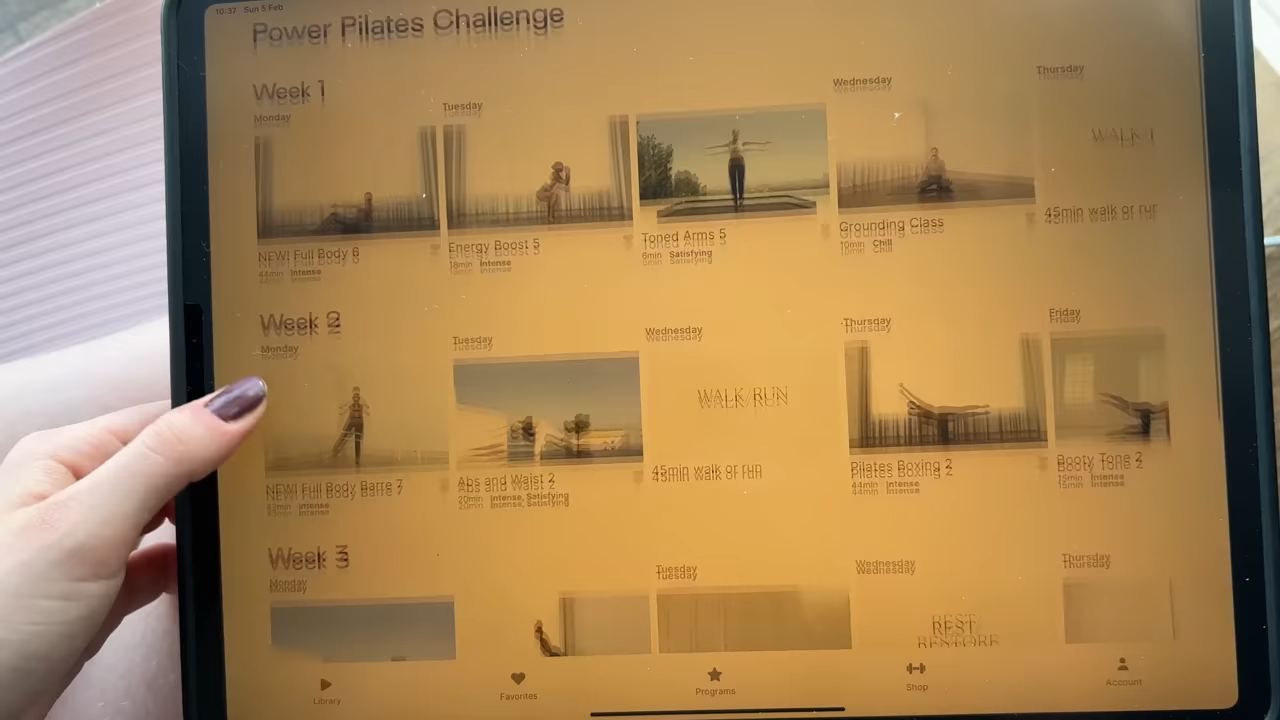 10:37 Sun 5 Feb
Power Pilates Challenge
Week 1
Monday
NEW! Full Body 6
44min Intense
Tuesday
Energy Boost 5
18min Intense
Toned Arms 5
6min Satisfying
Wednesday
Grounding Class
10min Chill
Thursday
WALK/
45min walk or run
Week 2
Monday
NEW! Full Body Barre 7
43min Intense
Tuesday
Abs and Waist 2
20min Intense, Satisfying
Wednesday
WALK/RUN
45min walk or run
Thursday
Pilates Boxing 2
44min Intense
Friday
Booty Tone 2
15min Intense
Week 3
Monday
Tuesday
Wednesday
REST
RESTORE
Thursday
Library
Favorites
Programs
Shop
Account